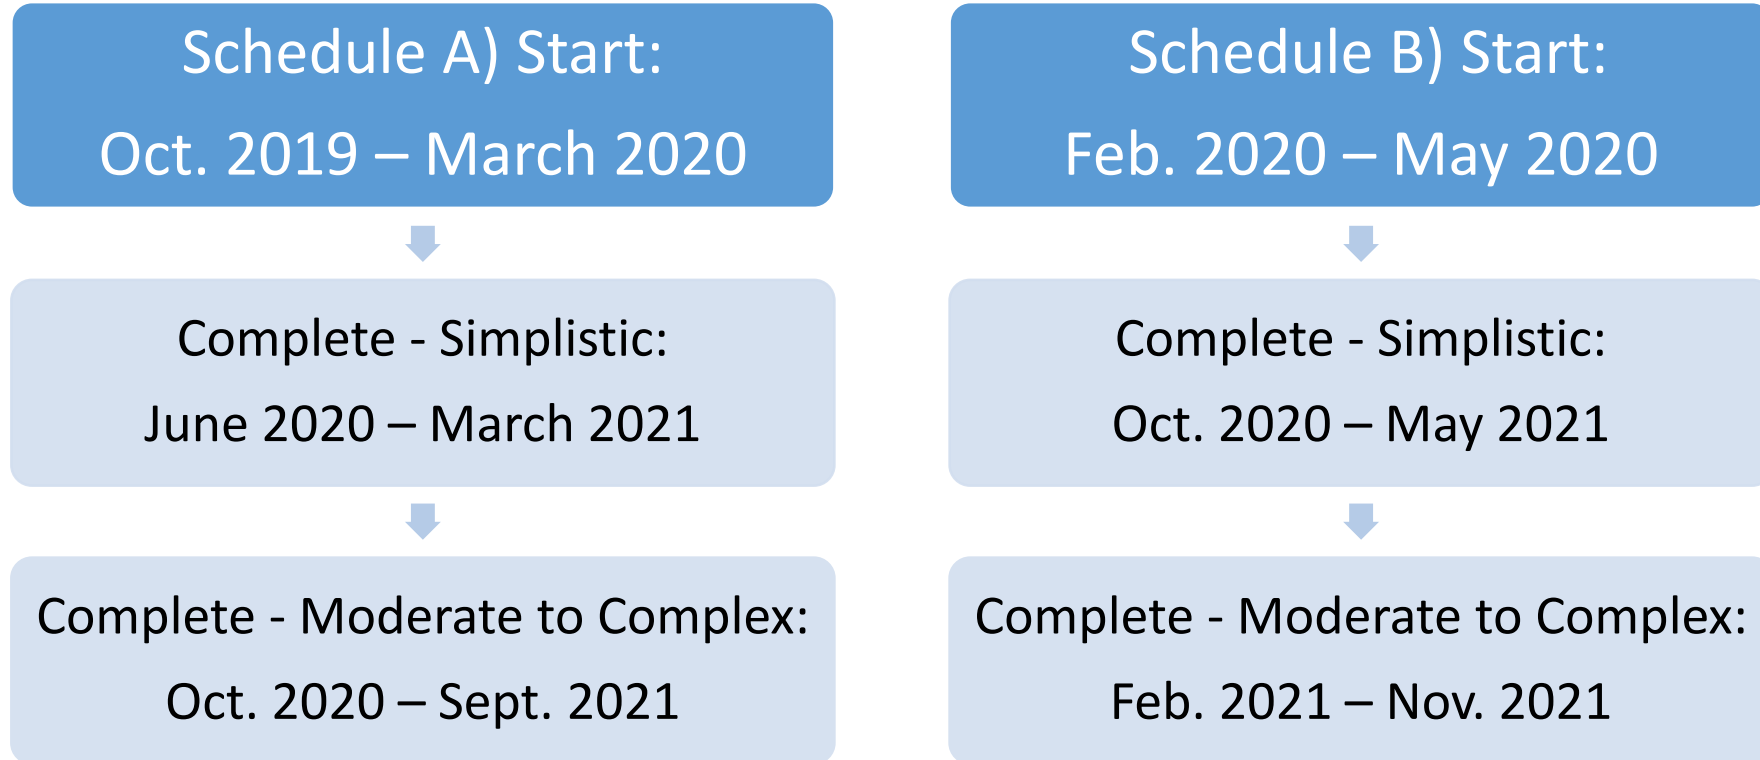 Schedule A) Start:
Oct. 2019 – March 2020
Complete - Simplistic:
June 2020 – March 2021
Complete - Moderate to Complex:
Oct. 2020 – Sept. 2021
Schedule B) Start:
Feb. 2020 – May 2020
Complete - Simplistic:
Oct. 2020 – May 2021
Complete - Moderate to Complex:
Feb. 2021 – Nov. 2021